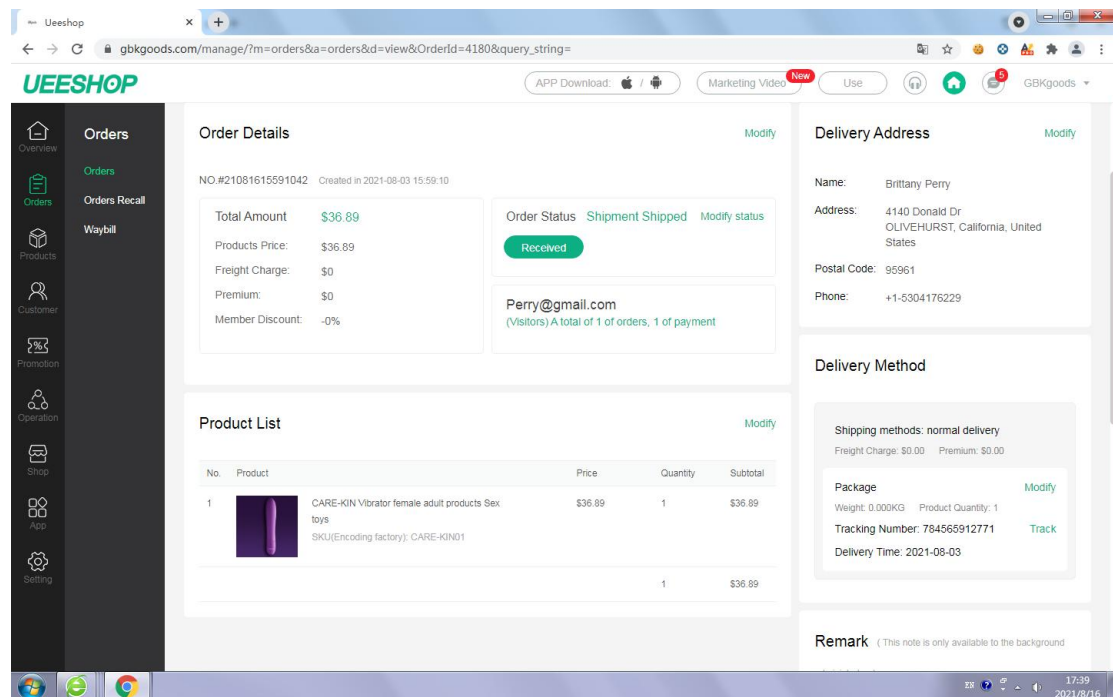 Ueeshop
gbkgoods.com/manage/?m=orders&a=orders&d=view&OrderId=4180&query_string=
UEESHOP
APP Download: /
Marketing Video
New
Use
5
GBKgoods
Overview
Orders
Products
Customer
Promotion
Operation
Shop
App
Setting
Orders
Orders
Orders Recall
Waybill
Order Details
Modify
NO.#21081615591042 Created in 2021-08-03 15:59:10
Total Amount $36.89
Products Price: $36.89
Freight Charge: $0
Premium: $0
Member Discount: -0%
Order Status Shipment Shipped Modify status
Received
Perry@gmail.com
(Visitors) A total of 1 of orders, 1 of payment
Product List
Modify
No. Product Price Quantity Subtotal
1 CARE-KIN Vibrator female adult products Sex $36.89 1 $36.89
toys
SKU(Encoding factory): CARE-KIN01
1 $36.89
Delivery Address
Modify
Name: Brittany Perry
Address: 4140 Donald Dr
OLIVEHURST, California, United
States
Postal Code: 95961
Phone: +1-5304176229
Delivery Method
Shipping methods: normal delivery
Freight Charge: $0.00 Premium: $0.00
Package Modify
Weight: 0.000KG Product Quantity: 1
Tracking Number: 784565912771 Track
Delivery Time: 2021-08-03
Remark ( This note is only available to the background
EN
17:39
2021/8/16